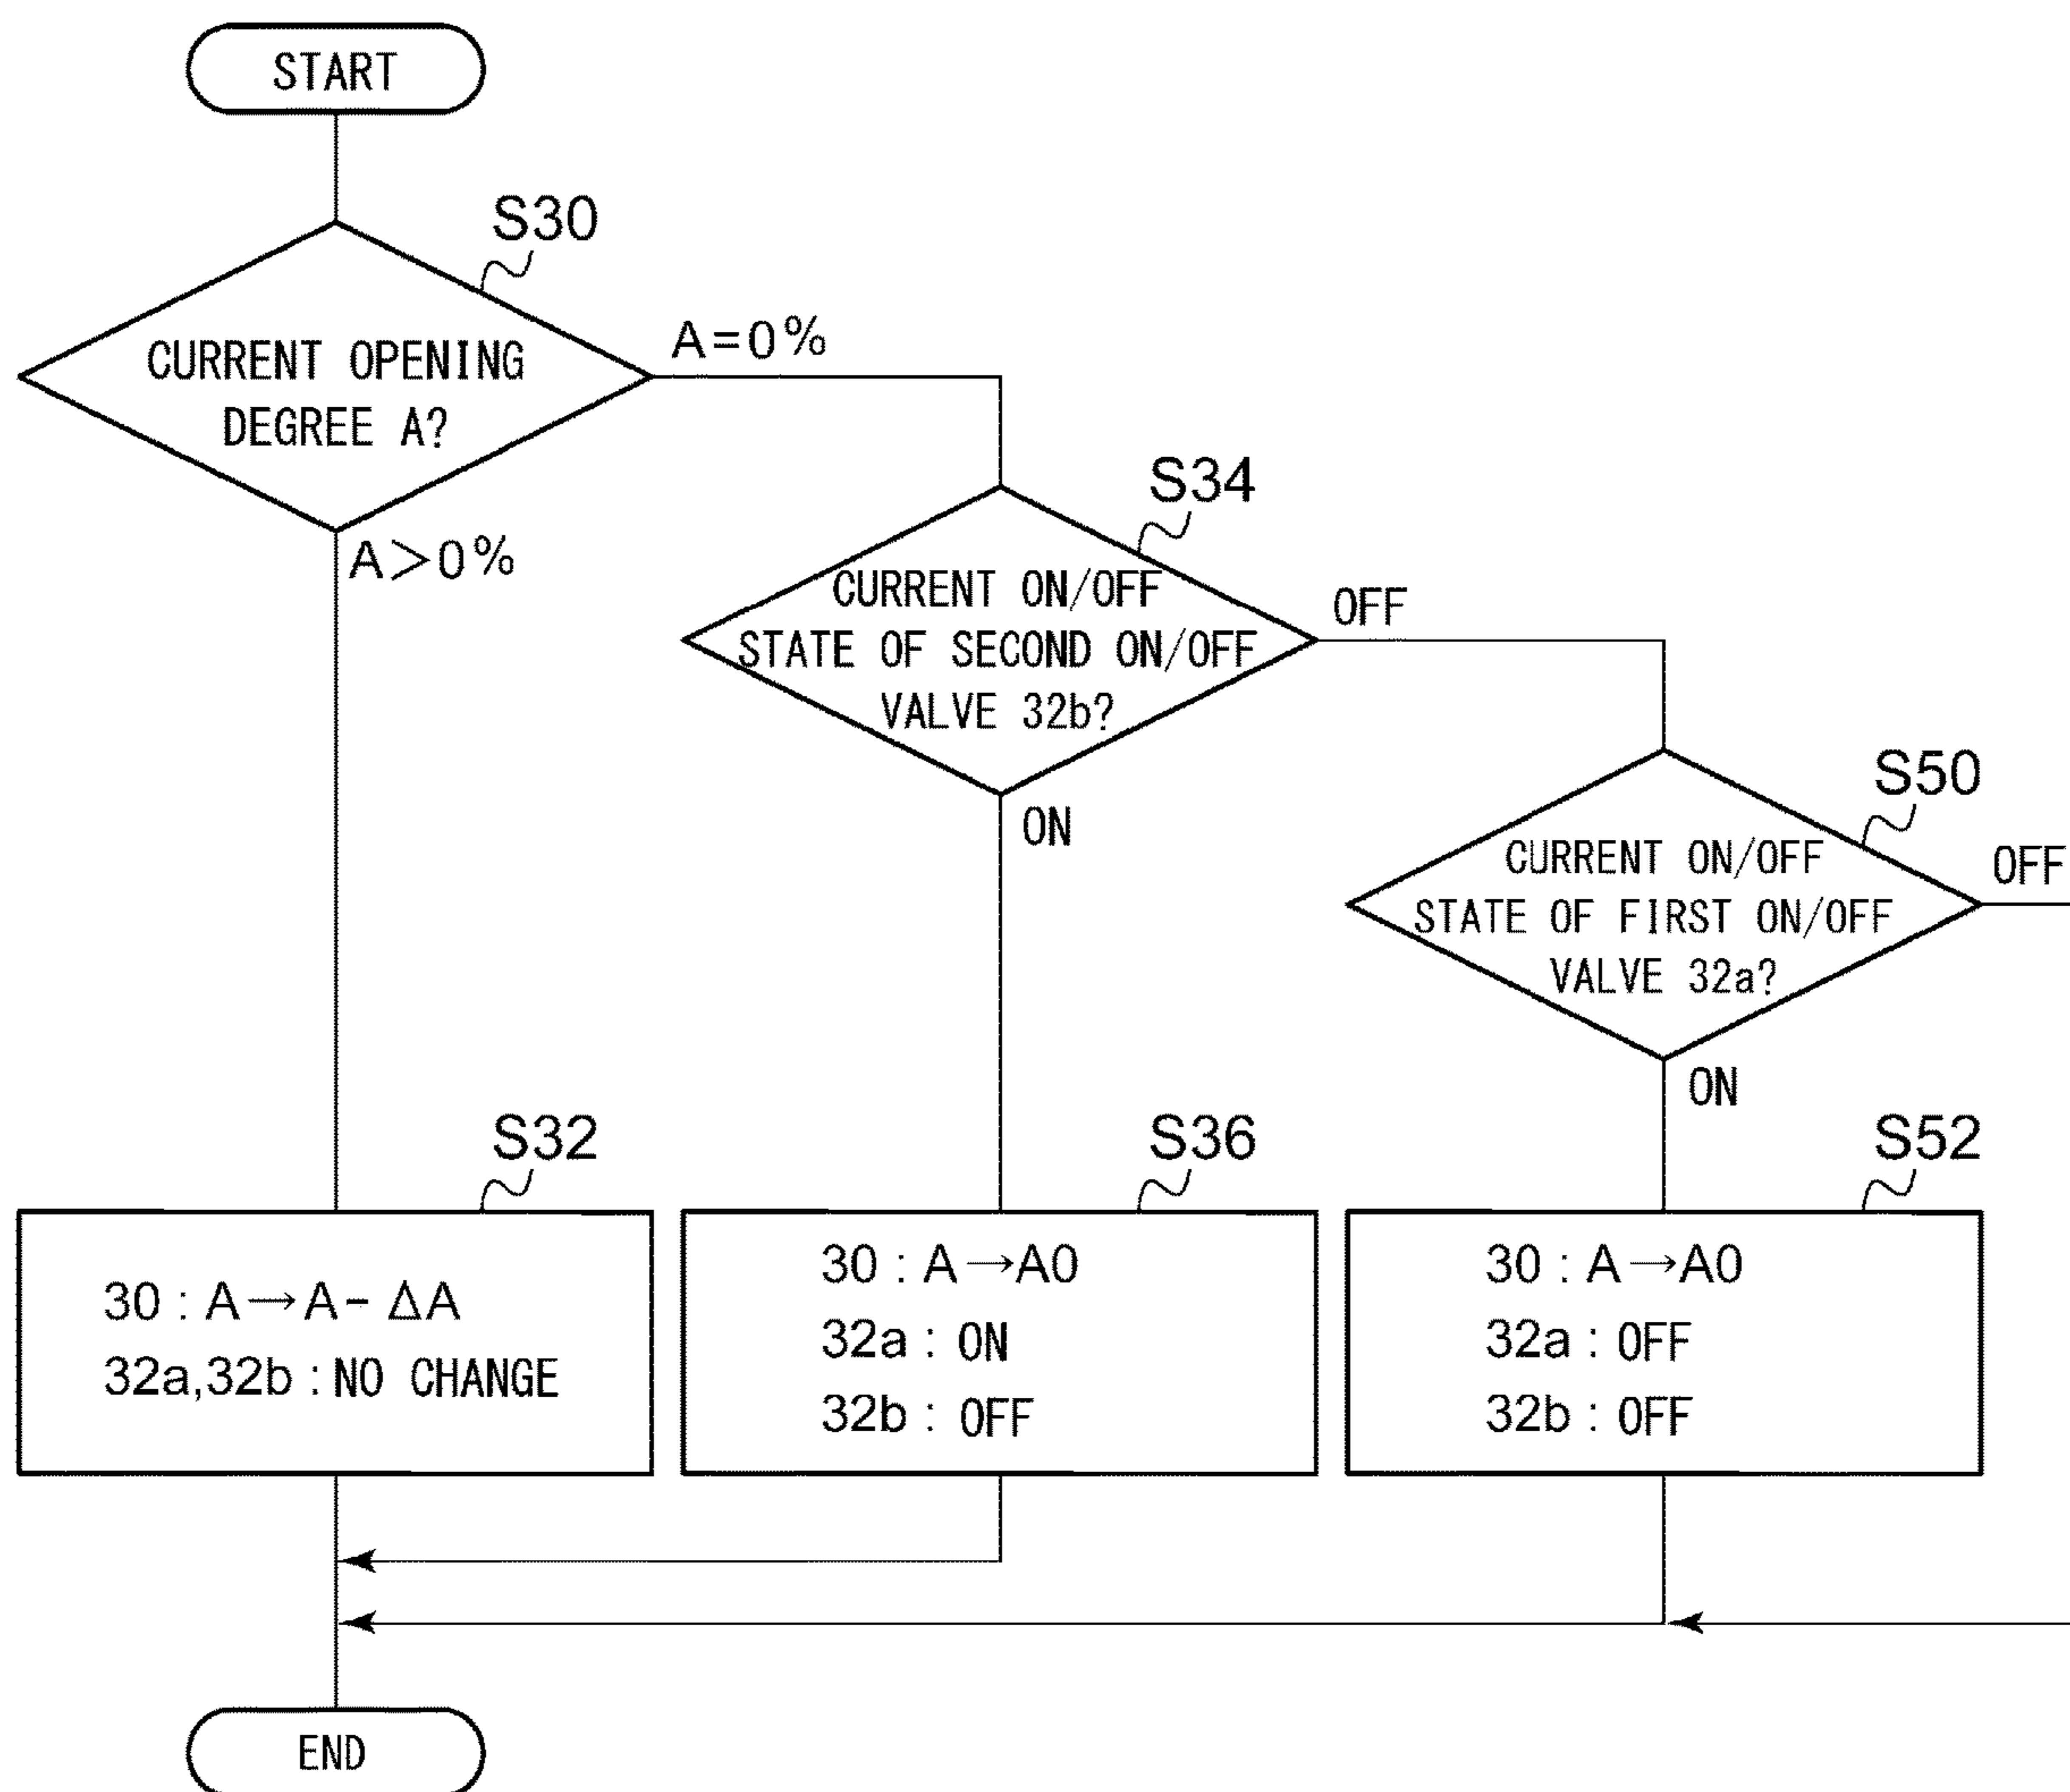 START
S30
CURRENT OPENING
DEGREE A?
A=0%
A>0%
S34
CURRENT ON/OFF
STATE OF SECOND ON/OFF
VALVE 32b?
OFF
ON
S50
CURRENT ON/OFF
STATE OF FIRST ON/OFF
VALVE 32a?
OFF
ON
S32
30 : A→A- ΔA
32a,32b : NO CHANGE
S36
30 : A→A0
32a : ON
32b : OFF
S52
30 : A→A0
32a : OFF
32b : OFF
END